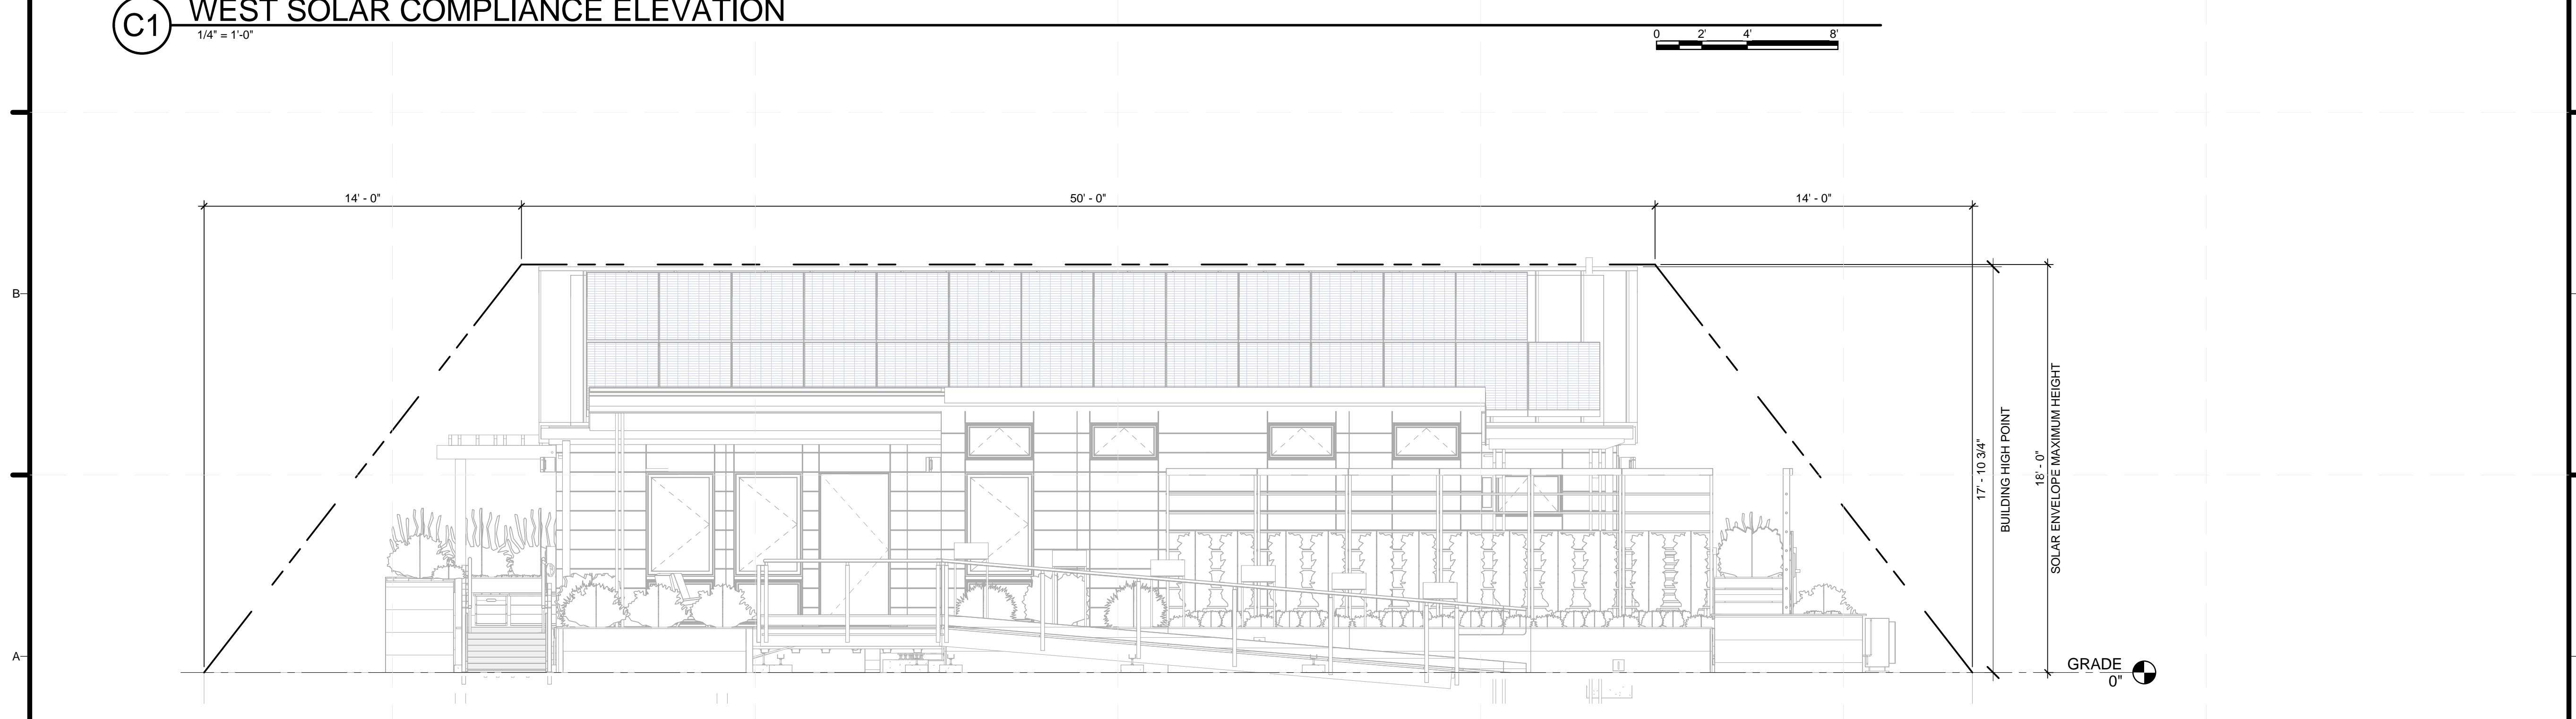 WEST SOLAR COMPLIANCE ELEVATION
C1
1/4" = 1'-0"
0 2' 4' 8'
14' - 0" 50' - 0" 14' - 0"
B
17' - 10 3/4"
BUILDING HIGH POINT
18' - 0"
SOLAR ENVELOPE MAXIMUM HEIGHT
A
GRADE
0"